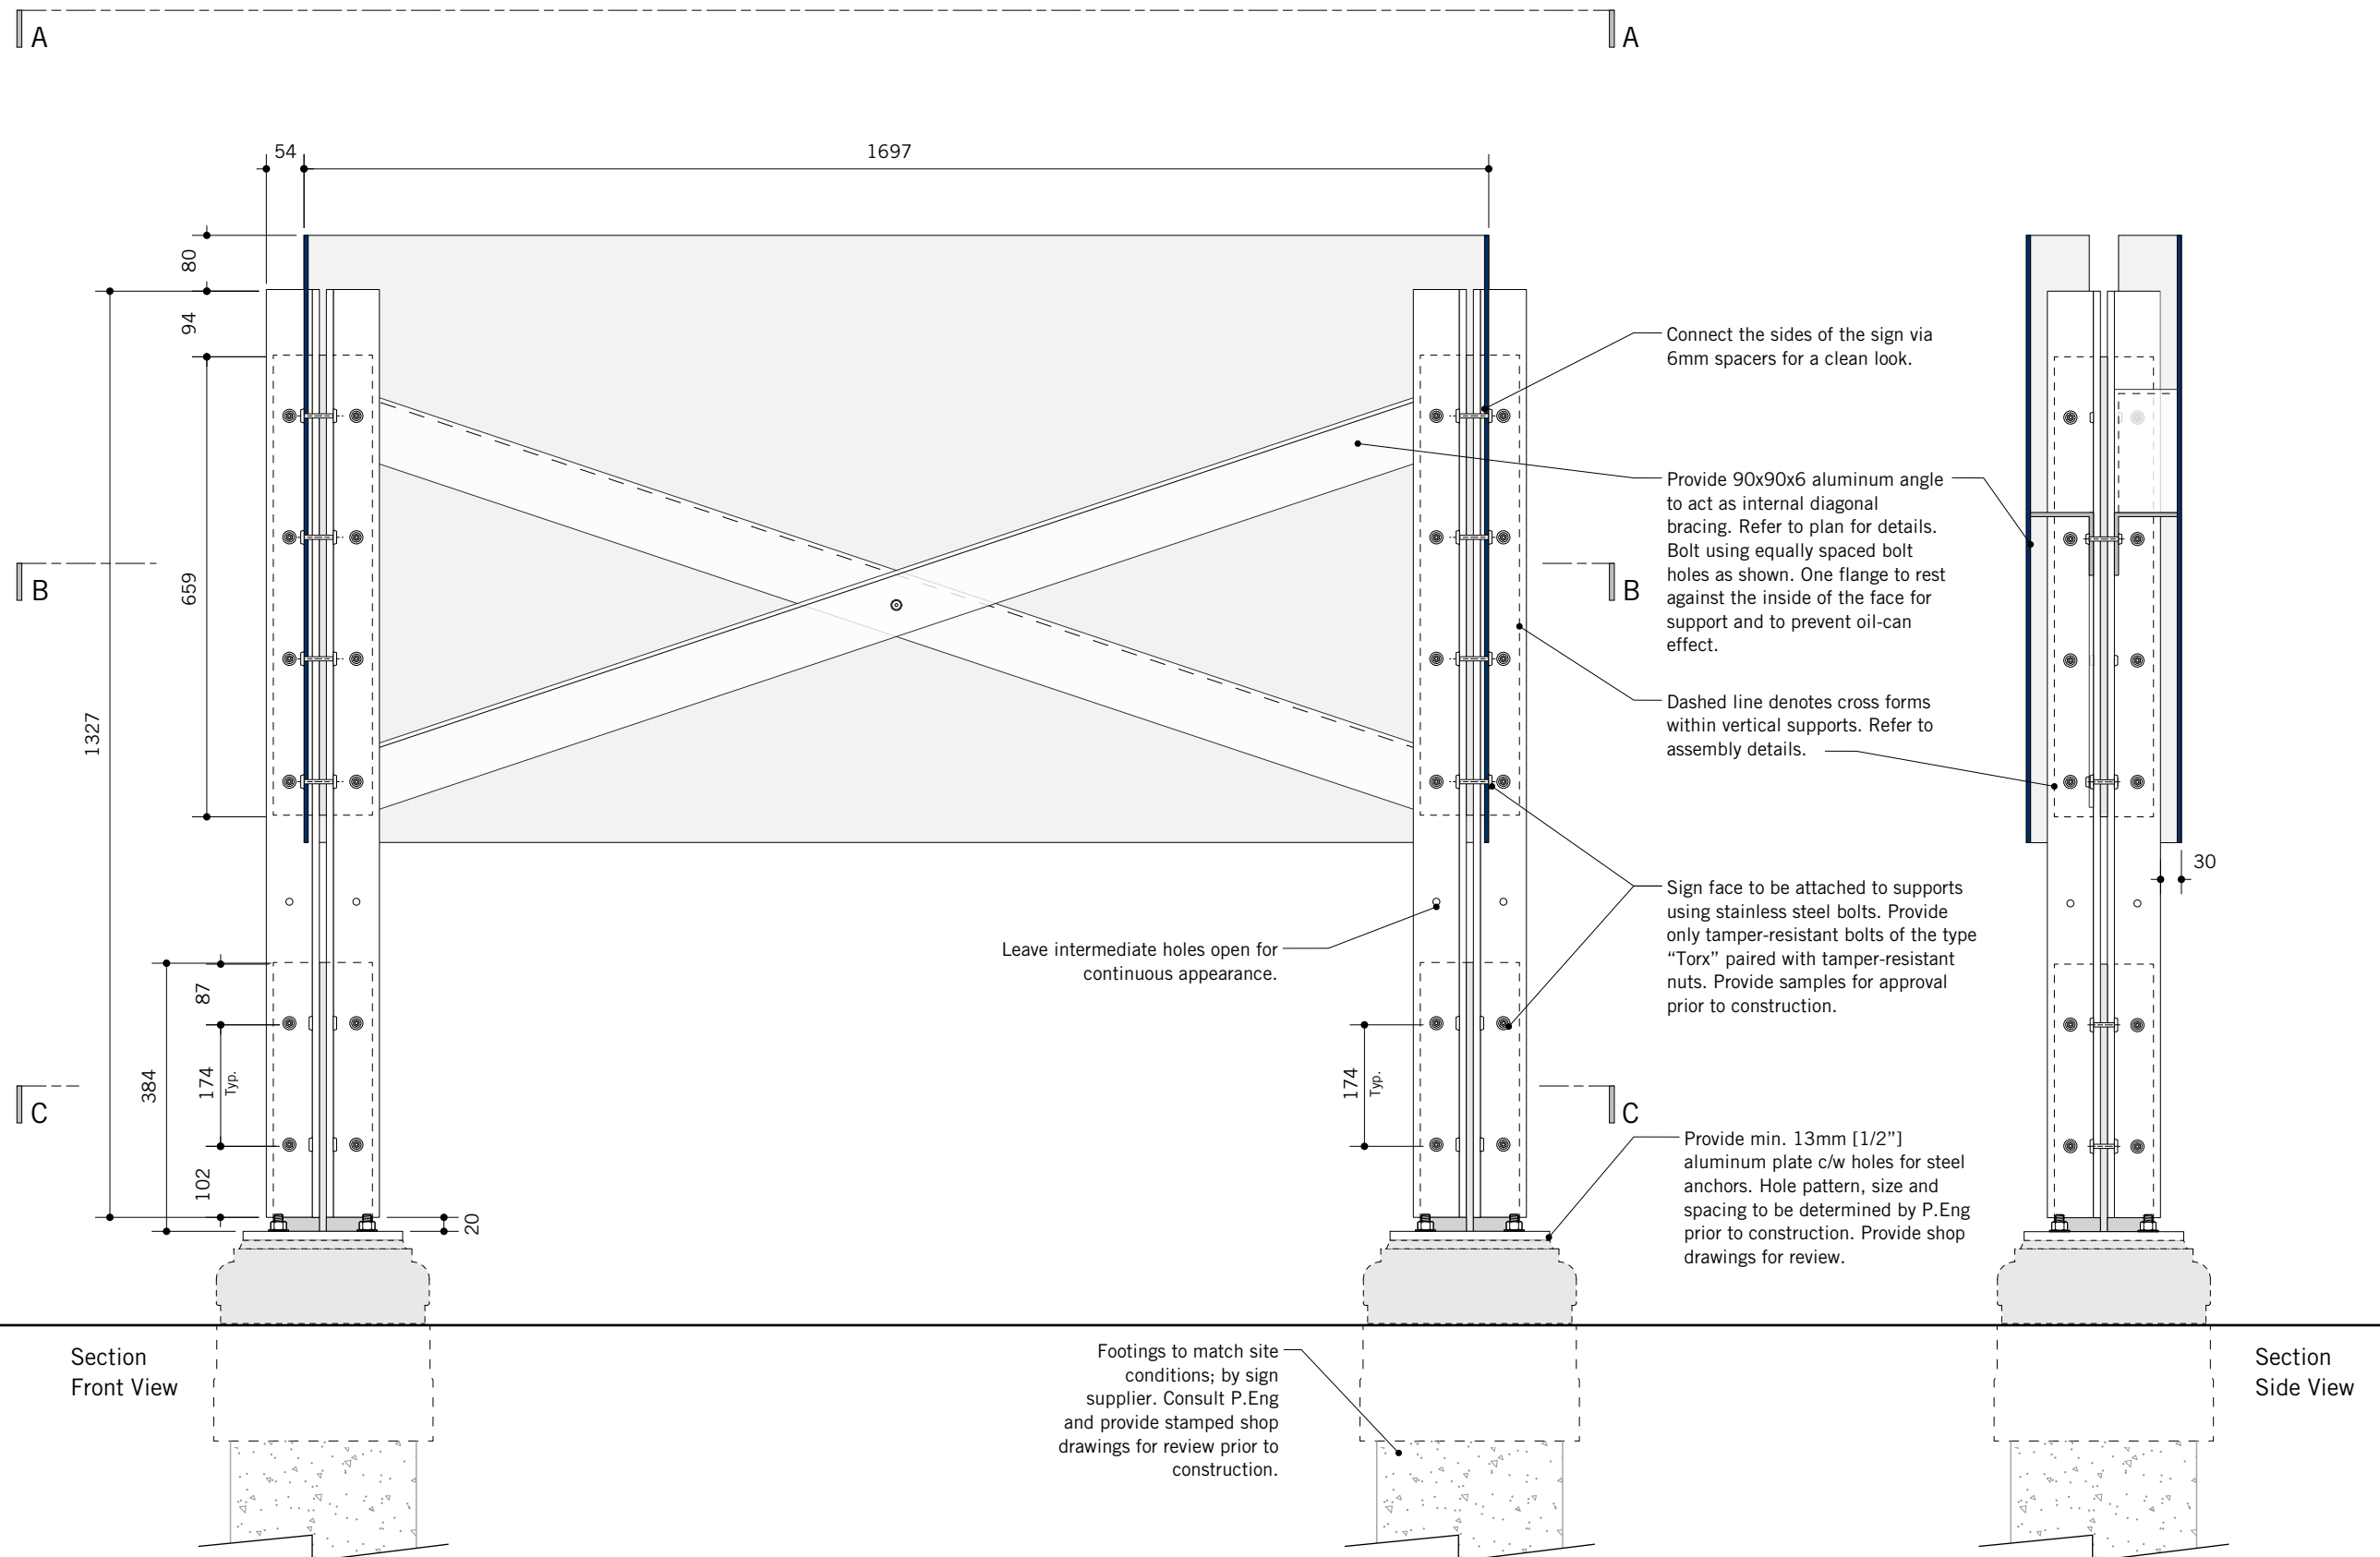 A
A
54
1697
80
94
Connect the sides of the sign via
6mm spacers for a clean look.
Provide 90x90x6 aluminum angle
to act as internal diagonal
bracing. Refer to plan for details.
Bolt using equally spaced bolt
holes as shown. One flange to rest
against the inside of the face for
support and to prevent oil-can
effect.
B
659
B
1327
Dashed line denotes cross forms
within vertical supports. Refer to
assembly details.
30
Sign face to be attached to supports
using stainless steel bolts. Provide
only tamper-resistant bolts of the type
“Torx” paired with tamper-resistant
nuts. Provide samples for approval
prior to construction.
Leave intermediate holes open for
continuous appearance.
87
384
174
Typ.
174
Typ.
C
C
102
20
Provide min. 13mm [1/2”]
aluminum plate c/w holes for steel
anchors. Hole pattern, size and
spacing to be determined by P.Eng
prior to construction. Provide shop
drawings for review.
Section
Front View
Footings to match site
conditions; by sign
supplier. Consult P.Eng
and provide stamped shop
drawings for review prior to
construction.
Section
Side View